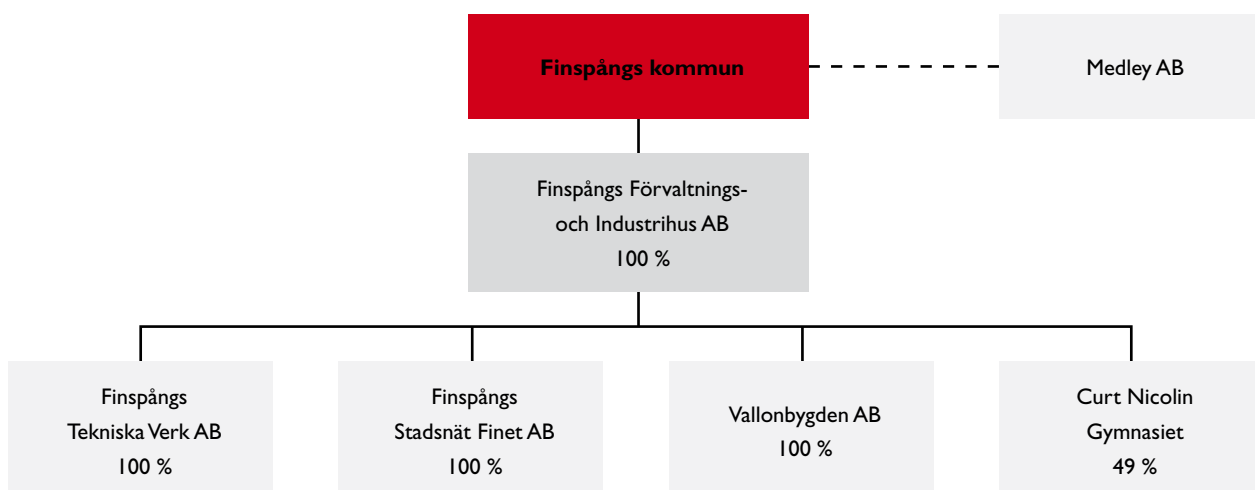 Finspångs kommun
Medley AB
Finspångs Förvaltnings-
och Industrihus AB
100 %
Finspångs
Tekniska Verk AB
100 %
Finspångs
Stadsnät Finet AB
100 %
Vallonbygden AB
100 %
Curt Nicolin
Gymnasiet
49 %